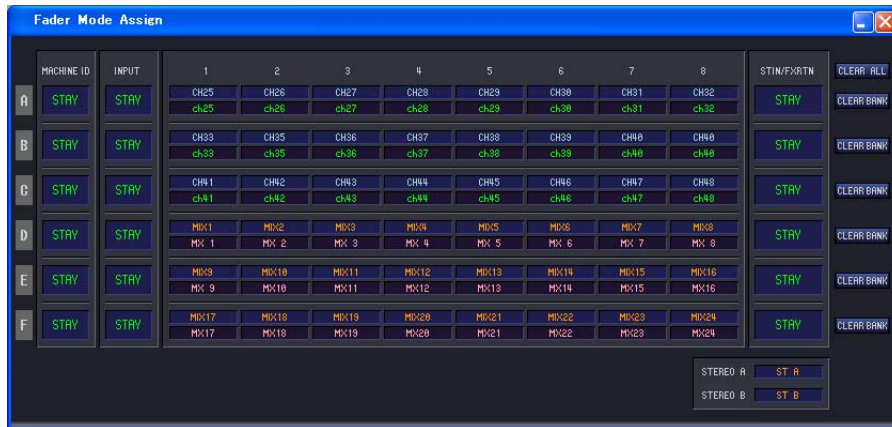 Fader Mode Assign
MACHINE ID INPUT 1 2 3 4 5 6 7 8 STIN/FXRTN CLEAR ALL
CH25 CH26 CH27 CH28 CH29 CH30 CH31 CH32
A STAY STAY STAY CLEAR BANK
ch25 ch26 ch27 ch28 ch29 ch30 ch31 ch32
CH33 CH35 CH36 CH37 CH38 CH39 CH40 CH40
B STAY STAY STAY CLEAR BANK
ch33 ch35 ch36 ch37 ch38 ch39 ch40 ch40
CH41 CH42 CH43 CH44 CH45 CH46 CH47 CH48
C STAY STAY STAY CLEAR BANK
ch41 ch42 ch43 ch44 ch45 ch46 ch47 ch48
MIX1 MIX2 MIX3 MIX4 MIX5 MIX6 MIX7 MIX8
D STAY STAY STAY CLEAR BANK
MX 1 MX 2 MX 3 MX 4 MX 5 MX 6 MX 7 MX 8
MIX9 MIX10 MIX11 MIX12 MIX13 MIX14 MIX15 MIX16
E STAY STAY STAY CLEAR BANK
MX 9 MX10 MX11 MX12 MX13 MX14 MX15 MX16
MIX17 MIX18 MIX19 MIX20 MIX21 MIX22 MIX23 MIX24
F STAY STAY STAY CLEAR BANK
MX17 MX18 MX19 MX20 MX21 MX22 MX23 MX24
STEREO A ST A
STEREO B ST B